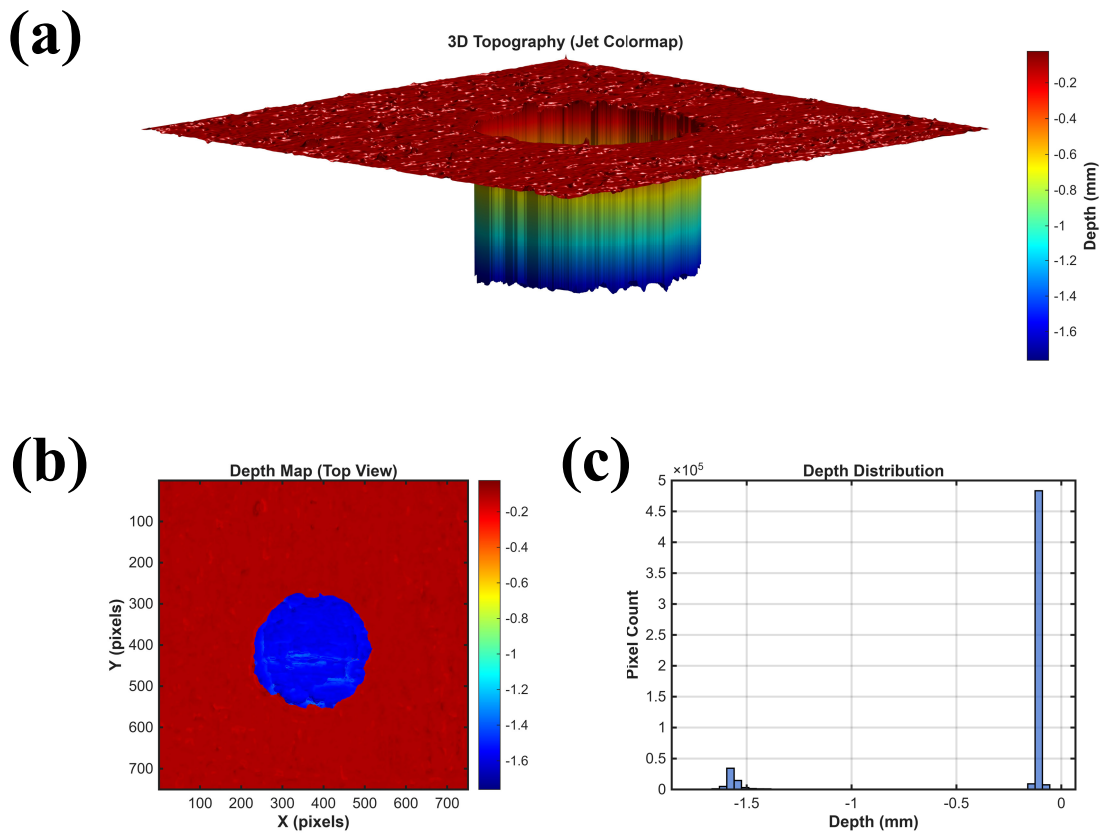 (a)
3D Topography (Jet Colormap)
-0.2
-0.4
-0.6
-0.8
-1
-1.2
-1.4
-1.6
Depth (mm)
(b)
Depth Map (Top View)
100
200
300
400
500
600
700
Y (pixels)
100 200 300 400 500 600 700
X (pixels)
-0.2
-0.4
-0.6
-0.8
-1
-1.2
-1.4
-1.6
(c)
×10⁵
Depth Distribution
5
4.5
4
3.5
3
2.5
2
1.5
1
0.5
0
Pixel Count
-1.5 -1 -0.5 0
Depth (mm)